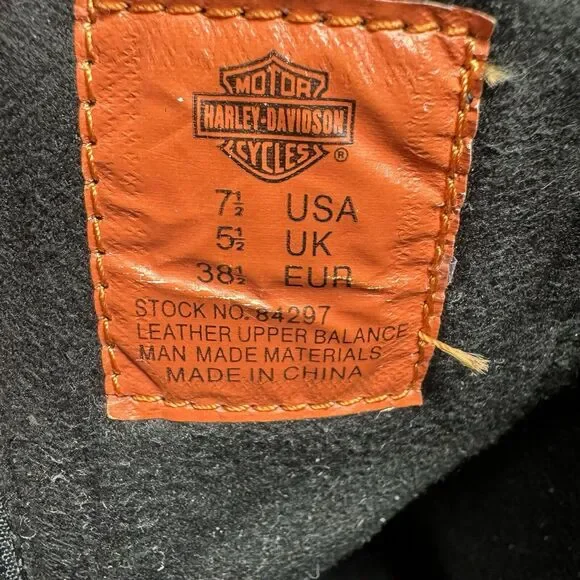 MOTOR
HARLEY-DAVIDSON
CYCLES ®
7½ USA
5½ UK
38½ EUR
STOCK NO. 84297
LEATHER UPPER BALANCE
MAN MADE MATERIALS
MADE IN CHINA